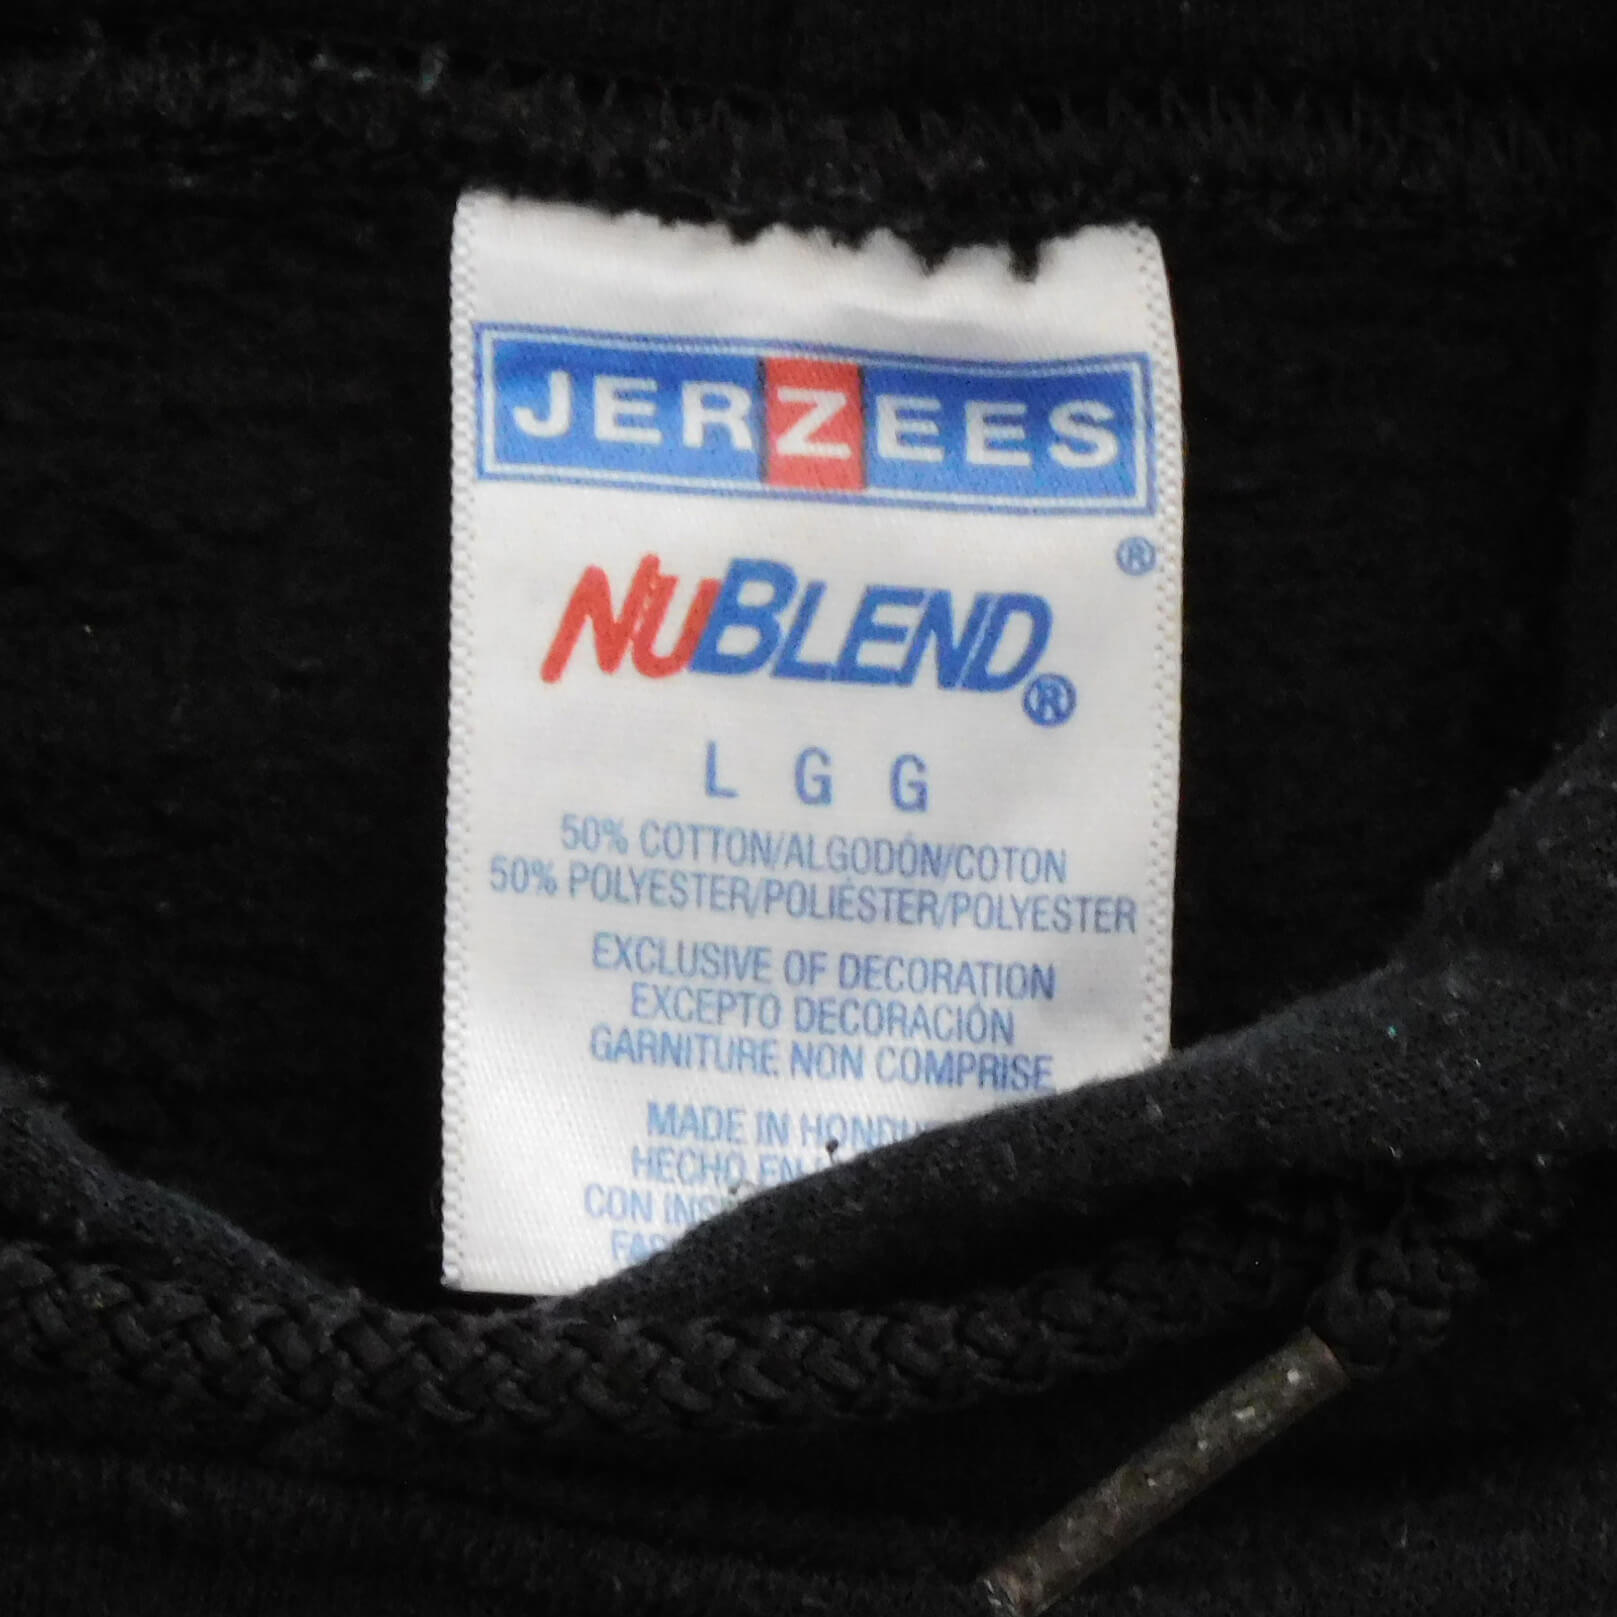 JERZEES
®
NUBLEND®
L G G
50% COTTON/ALGODÓN/COTON
50% POLYESTER/POLIÉSTER/POLYESTER
EXCLUSIVE OF DECORATION
EXCEPTO DECORACIÓN
GARNITURE NON COMPRISE
MADE IN
HECHO EN
CON